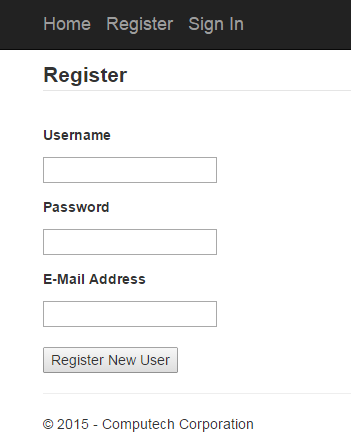 Home Register Sign In
Register
Username
Password
E-Mail Address
Register New User
© 2015 - Computech Corporation